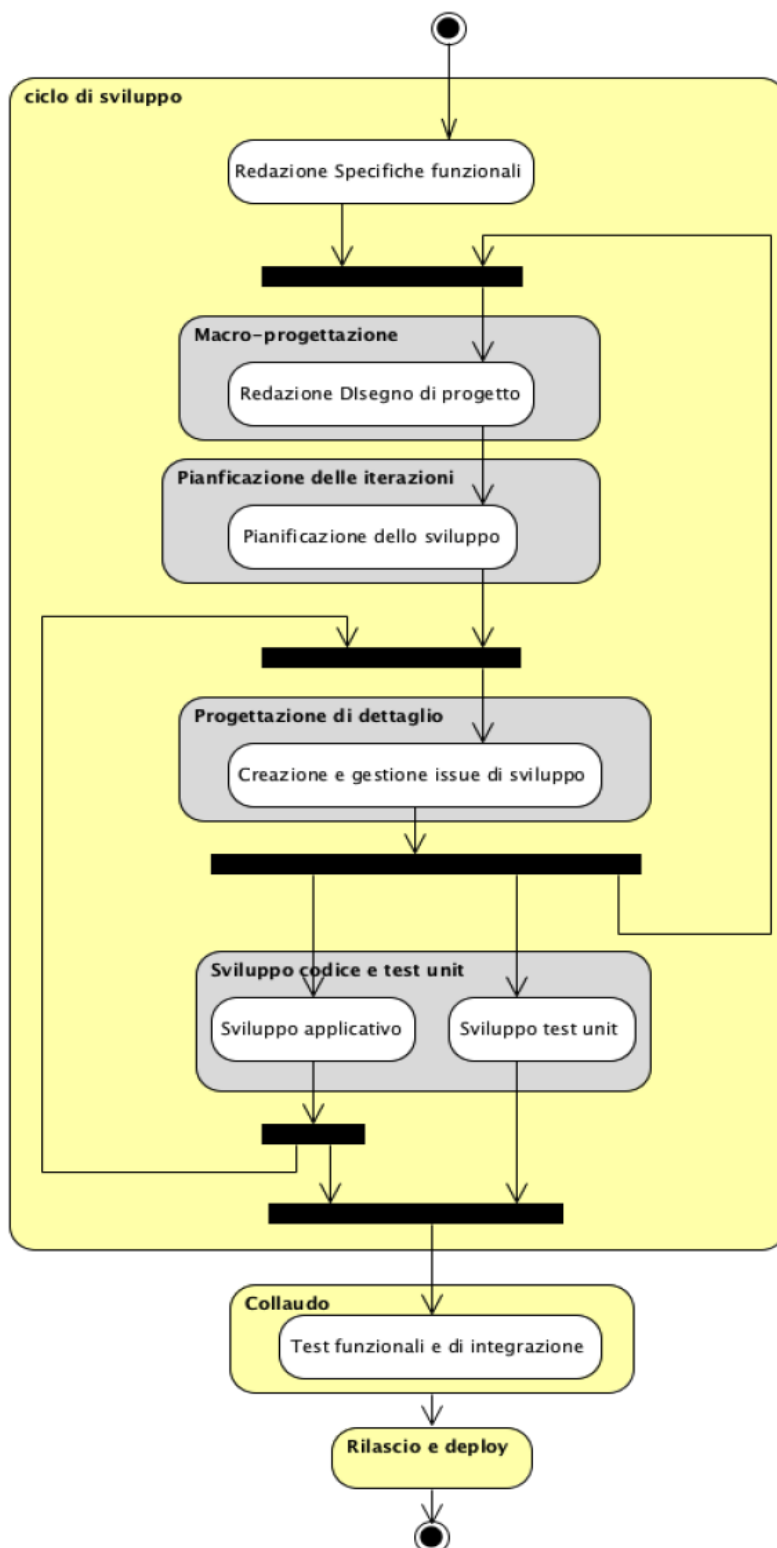 ciclo di sviluppo
Redazione Specifiche funzionali
Macro-progettazione
Redazione DIsegno di progetto
Pianficazione delle iterazioni
Pianificazione dello sviluppo
Progettazione di dettaglio
Creazione e gestione issue di sviluppo
Sviluppo codice e test unit
Sviluppo applicativo
Sviluppo test unit
Collaudo
Test funzionali e di integrazione
Rilascio e deploy